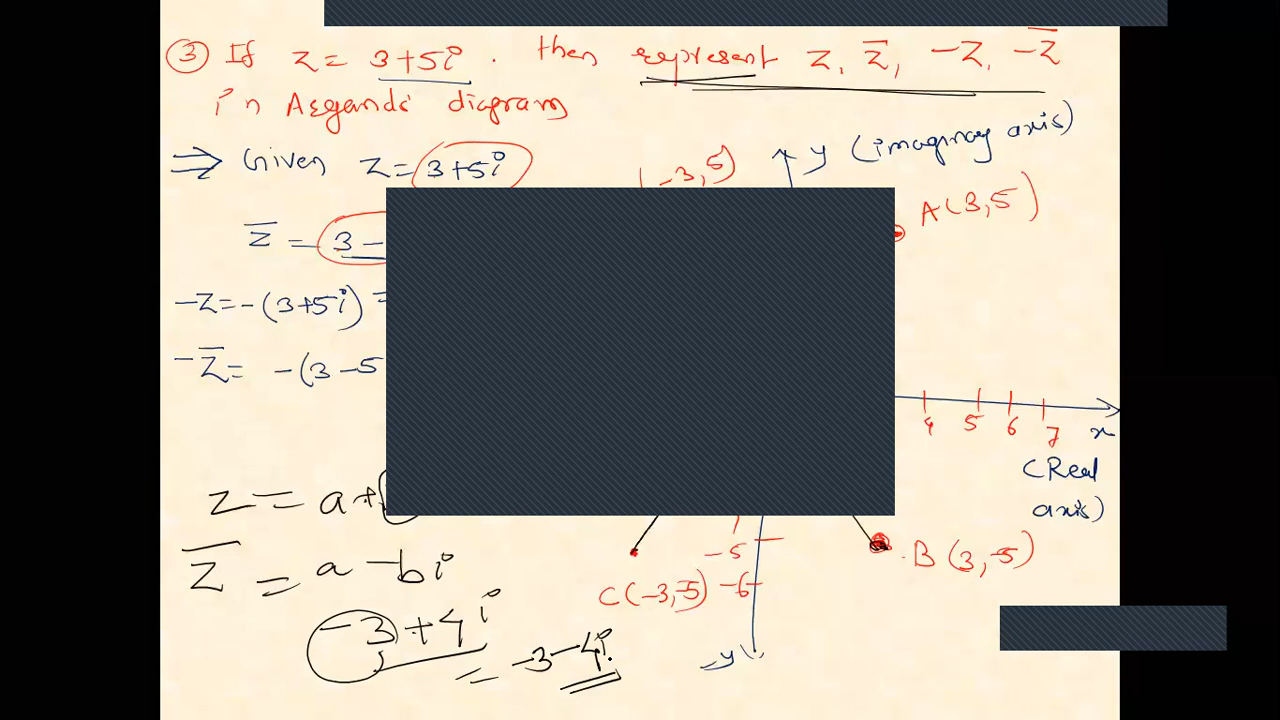 ③ If z = 3+5i . then represent z, z̅, -z, -z̅
in Argands diagram
⇒ Given z = 3+5i
z̅ = 3 -
-z = -(3+5i) =
-z̅ = -(3-5
z = a+
z̅ = a - bi
-3+4i
= -3-4i
y (imaginary axis)
(-3,5)
A(3,5)
4 5 6 7 x
(Real
axis)
-5
B (3,-5)
C(-3,-5) -6
-y